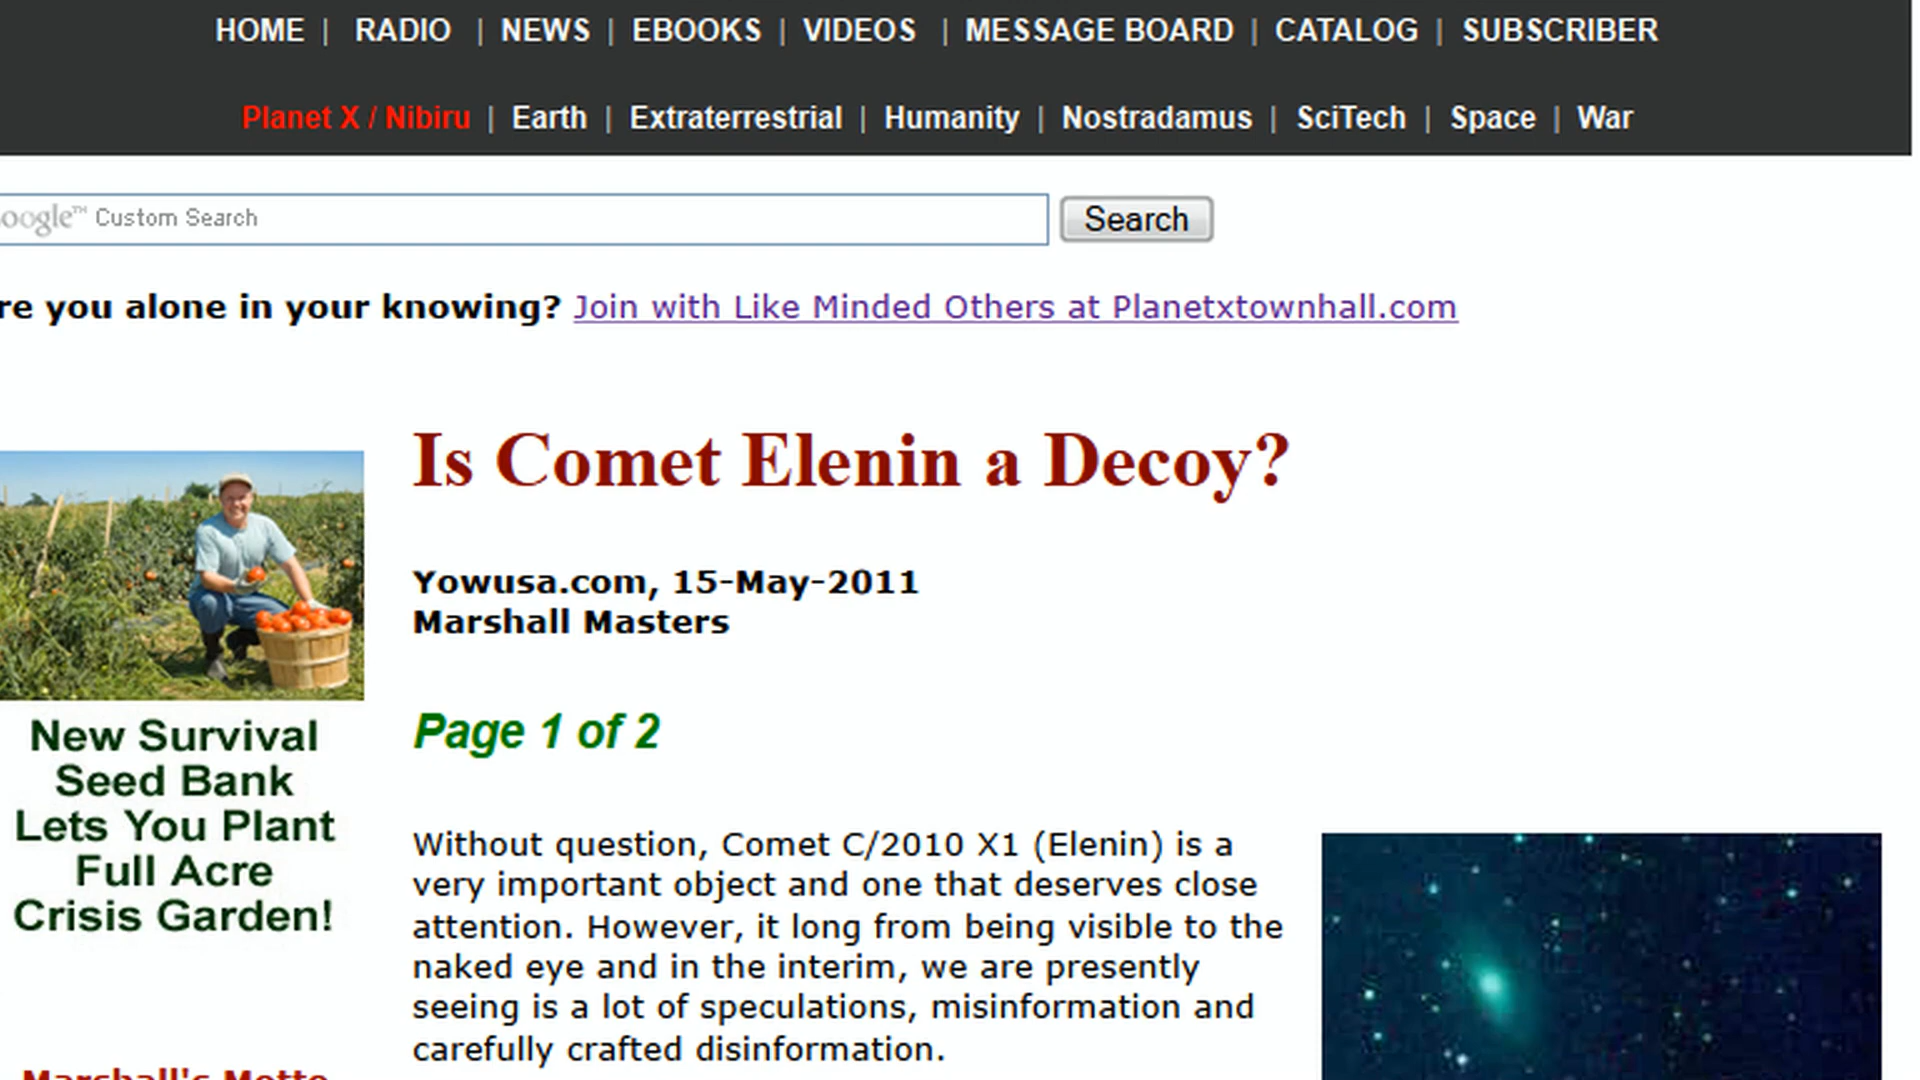 HOME | RADIO | NEWS | EBOOKS | VIDEOS | MESSAGE BOARD | CATALOG | SUBSCRIBER
Planet X / Nibiru | Earth | Extraterrestrial | Humanity | Nostradamus | SciTech | Space | War
oogle™ Custom Search
Search
re you alone in your knowing? Join with Like Minded Others at Planetxtownhall.com
Is Comet Elenin a Decoy?
Yowusa.com, 15-May-2011
Marshall Masters
Page 1 of 2
New Survival
Seed Bank
Lets You Plant
Full Acre
Crisis Garden!
Marshall's Motto
Without question, Comet C/2010 X1 (Elenin) is a
very important object and one that deserves close
attention. However, it long from being visible to the
naked eye and in the interim, we are presently
seeing is a lot of speculations, misinformation and
carefully crafted disinformation.